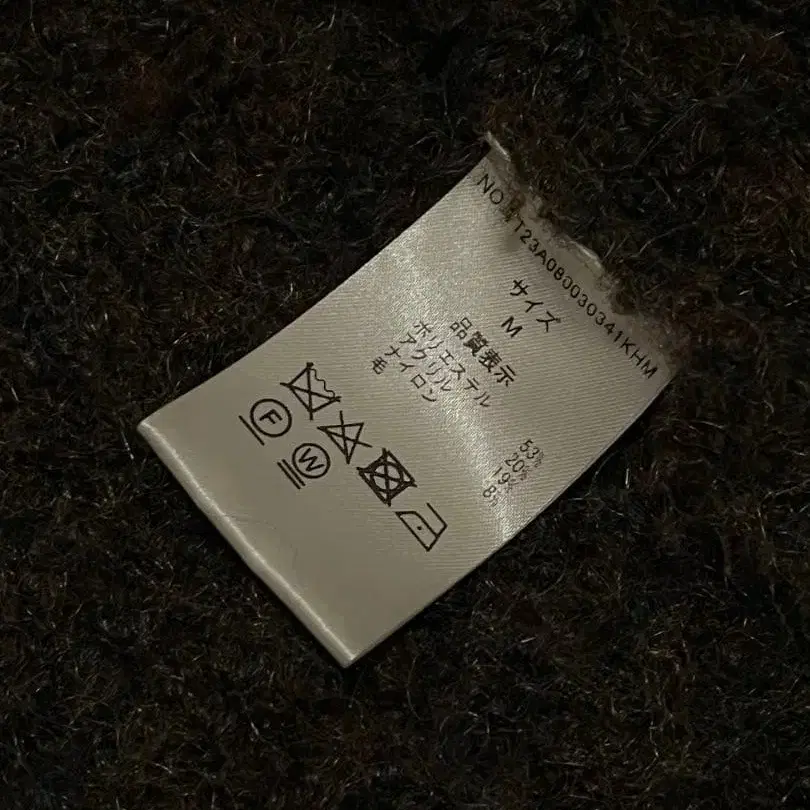 NO T23A080030341KHM
サイズ
M
品質表示
ポリエステル 53%
アクリル 20%
ナイロン 19%
毛 8%
F
W